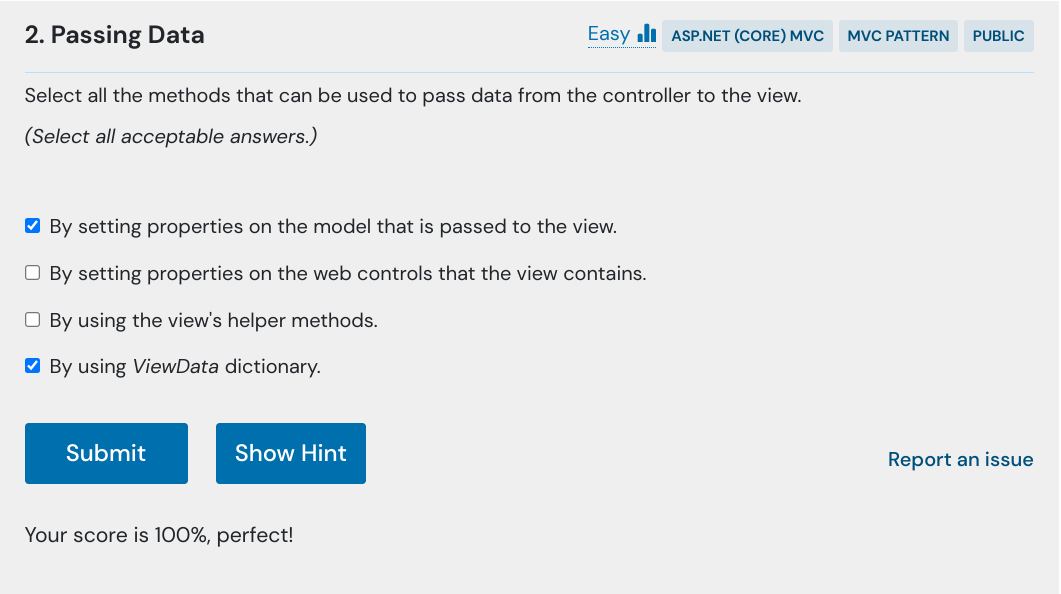 2. Passing Data
Easy ASP.NET (CORE) MVC MVC PATTERN PUBLIC
Select all the methods that can be used to pass data from the controller to the view.
(Select all acceptable answers.)
By setting properties on the model that is passed to the view.
By setting properties on the web controls that the view contains.
By using the view's helper methods.
By using ViewData dictionary.
Submit Show Hint
Report an issue
Your score is 100%, perfect!